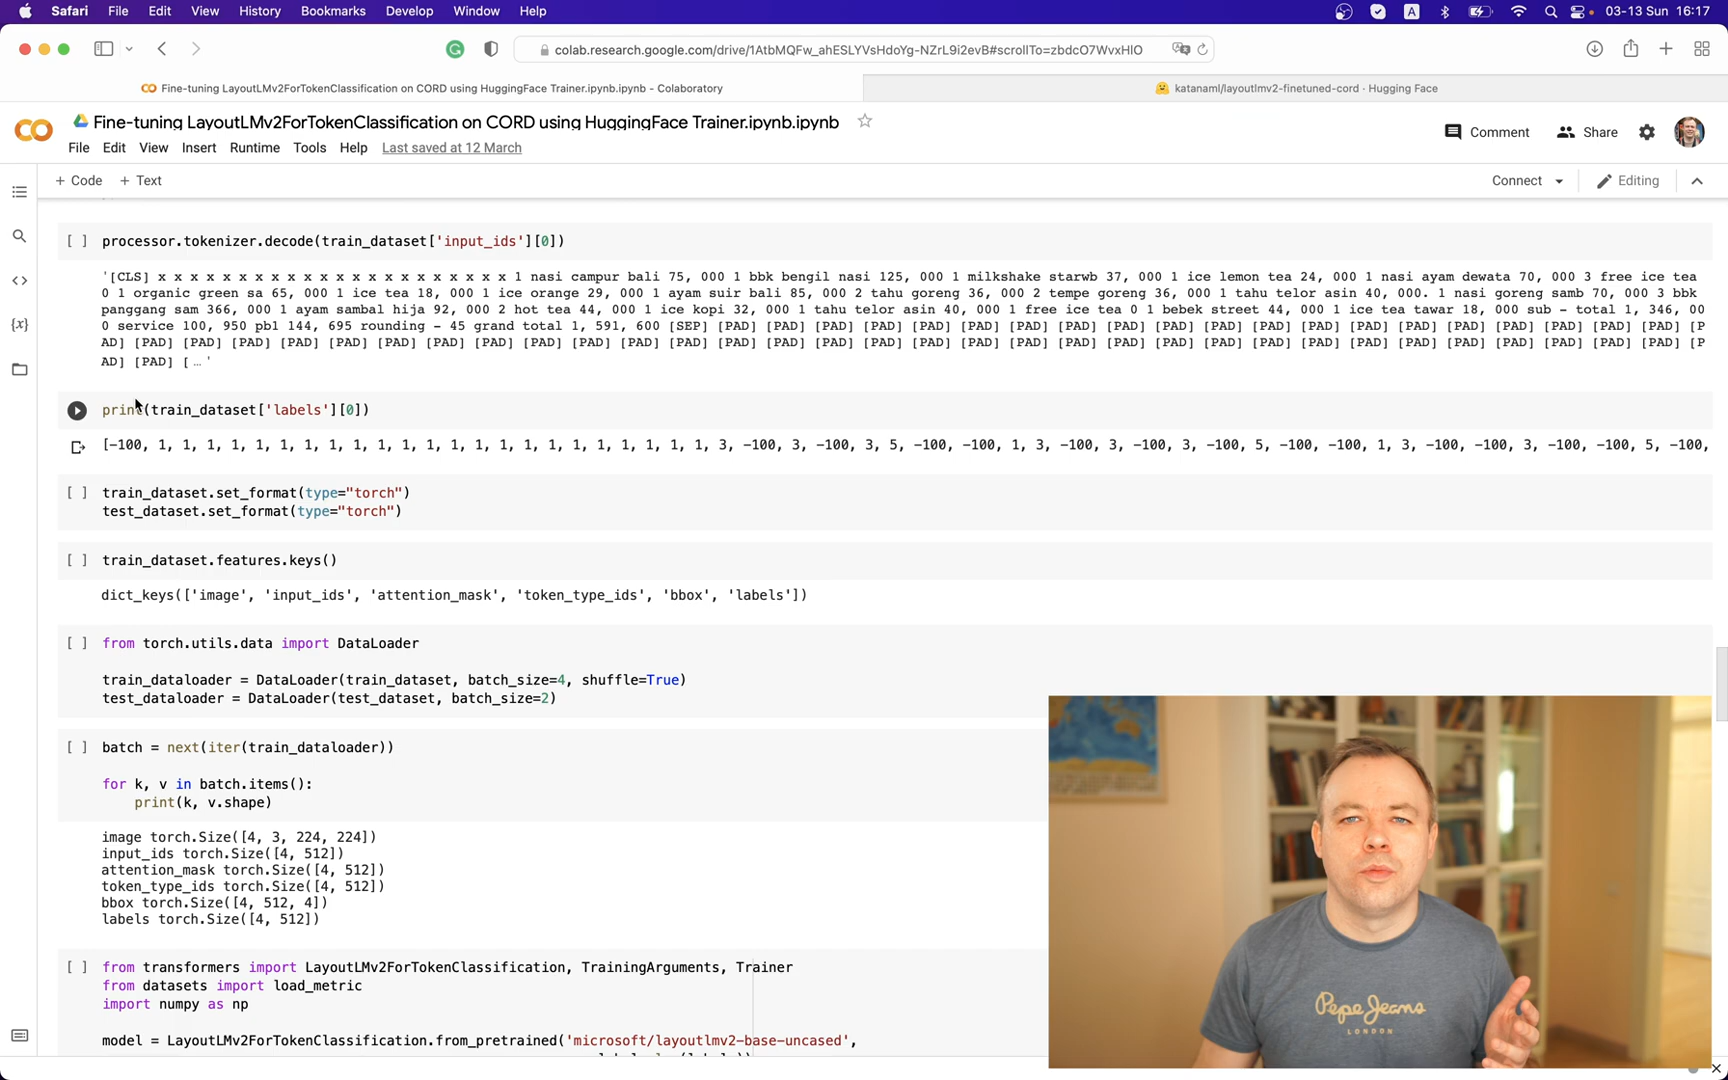 Safari File Edit View History Bookmarks Develop Window Help
A 03-13 Sun 16:17
colab.research.google.com/drive/1AtbMQFw_ahESLYVsHdoYg-NZrL9i2evB#scrollTo=zbdcO7WvxHlO
Fine-tuning LayoutLMv2ForTokenClassification on CORD using HuggingFace Trainer.ipynb.ipynb - Colaboratory
katanaml/layoutlmv2-finetuned-cord · Hugging Face
Fine-tuning LayoutLMv2ForTokenClassification on CORD using HuggingFace Trainer.ipynb.ipynb
Comment Share
File Edit View Insert Runtime Tools Help Last saved at 12 March
+ Code + Text
Connect Editing
[ ] processor.tokenizer.decode(train_dataset['input_ids'][0])
'[CLS] x x x x x x x x x x x x x x x x x x x x x x 1 nasi campur bali 75, 000 1 bbk bengil nasi 125, 000 1 milkshake starwb 37, 000 1 ice lemon tea 24, 000 1 nasi ayam dewata 70, 000 3 free ice tea
0 1 organic green sa 65, 000 1 ice tea 18, 000 1 ice orange 29, 000 1 ayam suir bali 85, 000 2 tahu goreng 36, 000 2 tempe goreng 36, 000 1 tahu telor asin 40, 000. 1 nasi goreng samb 70, 000 3 bbk
panggang sam 366, 000 1 ayam sambal hija 92, 000 2 hot tea 44, 000 1 ice kopi 32, 000 1 tahu telor asin 40, 000 1 free ice tea 0 1 bebek street 44, 000 1 ice tea tawar 18, 000 sub - total 1, 346, 00
0 service 100, 950 pb1 144, 695 rounding - 45 grand total 1, 591, 600 [SEP] [PAD] [PAD] [PAD] [PAD] [PAD] [PAD] [PAD] [PAD] [PAD] [PAD] [PAD] [PAD] [PAD] [PAD] [PAD] [PAD] [PAD] [PAD] [PAD] [PAD] [P
AD] [PAD] [PAD] [PAD] [PAD] [PAD] [PAD] [PAD] [PAD] [PAD] [PAD] [PAD] [PAD] [PAD] [PAD] [PAD] [PAD] [PAD] [PAD] [PAD] [PAD] [PAD] [PAD] [PAD] [PAD] [PAD] [PAD] [PAD] [PAD] [PAD] [PAD] [PAD] [PAD] [P
AD] [PAD] [ …'
print(train_dataset['labels'][0])
[-100, 1, 1, 1, 1, 1, 1, 1, 1, 1, 1, 1, 1, 1, 1, 1, 1, 1, 1, 1, 1, 1, 1, 1, 3, -100, 3, -100, 3, 5, -100, -100, 1, 3, -100, 3, -100, 3, -100, 5, -100, -100, 1, 3, -100, -100, 3, -100, -100, 5, -100,
[ ] train_dataset.set_format(type="torch")
test_dataset.set_format(type="torch")
[ ] train_dataset.features.keys()
dict_keys(['image', 'input_ids', 'attention_mask', 'token_type_ids', 'bbox', 'labels'])
[ ] from torch.utils.data import DataLoader
train_dataloader = DataLoader(train_dataset, batch_size=4, shuffle=True)
test_dataloader = DataLoader(test_dataset, batch_size=2)
[ ] batch = next(iter(train_dataloader))
for k, v in batch.items():
print(k, v.shape)
image torch.Size([4, 3, 224, 224])
input_ids torch.Size([4, 512])
attention_mask torch.Size([4, 512])
token_type_ids torch.Size([4, 512])
bbox torch.Size([4, 512, 4])
labels torch.Size([4, 512])
[ ] from transformers import LayoutLMv2ForTokenClassification, TrainingArguments, Trainer
from datasets import load_metric
import numpy as np
model = LayoutLMv2ForTokenClassification.from_pretrained('microsoft/layoutlmv2-base-uncased',
Pepe Jeans
LONDON